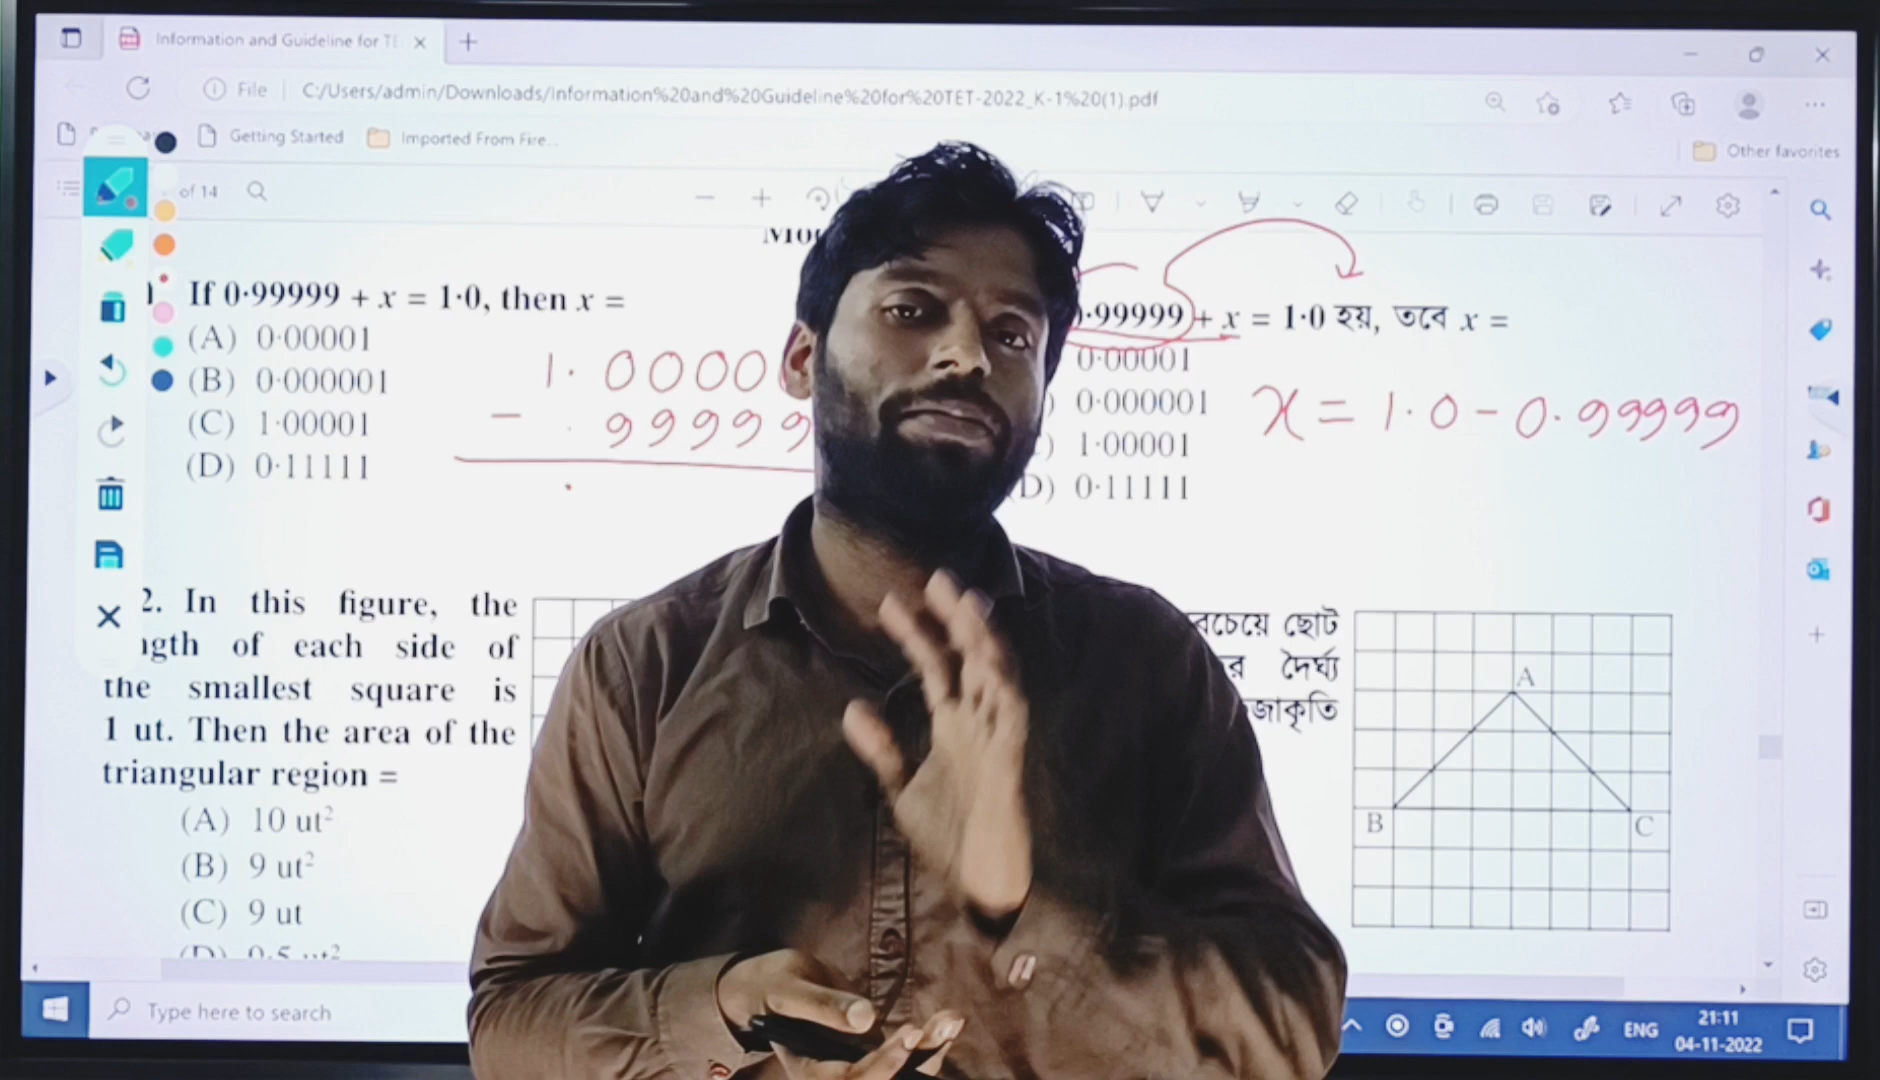 Information and Guideline for TE
File C:/Users/admin/Downloads/Information%20and%20Guideline%20for%20TET-2022_K-1%20(1).pdf
Getting Started Imported From Fire...
Other favorites
of 14
If 0·99999 + x = 1·0, then x =
(A) 0·00001
(B) 0·000001
(C) 1·00001
(D) 0·11111
1.0000
- .99999
·99999 + x = 1·0 হয়, তবে x =
0·00001
) 0·000001
) 1·00001
D) 0·11111
x = 1.0 - 0.99999
2. In this figure, the
ngth of each side of
the smallest square is
1 ut. Then the area of the
triangular region =
(A) 10 ut²
(B) 9 ut²
(C) 9 ut
ছোট
র দৈর্ঘ্য
A
B C
Type here to search
ENG
21:11
04-11-2022